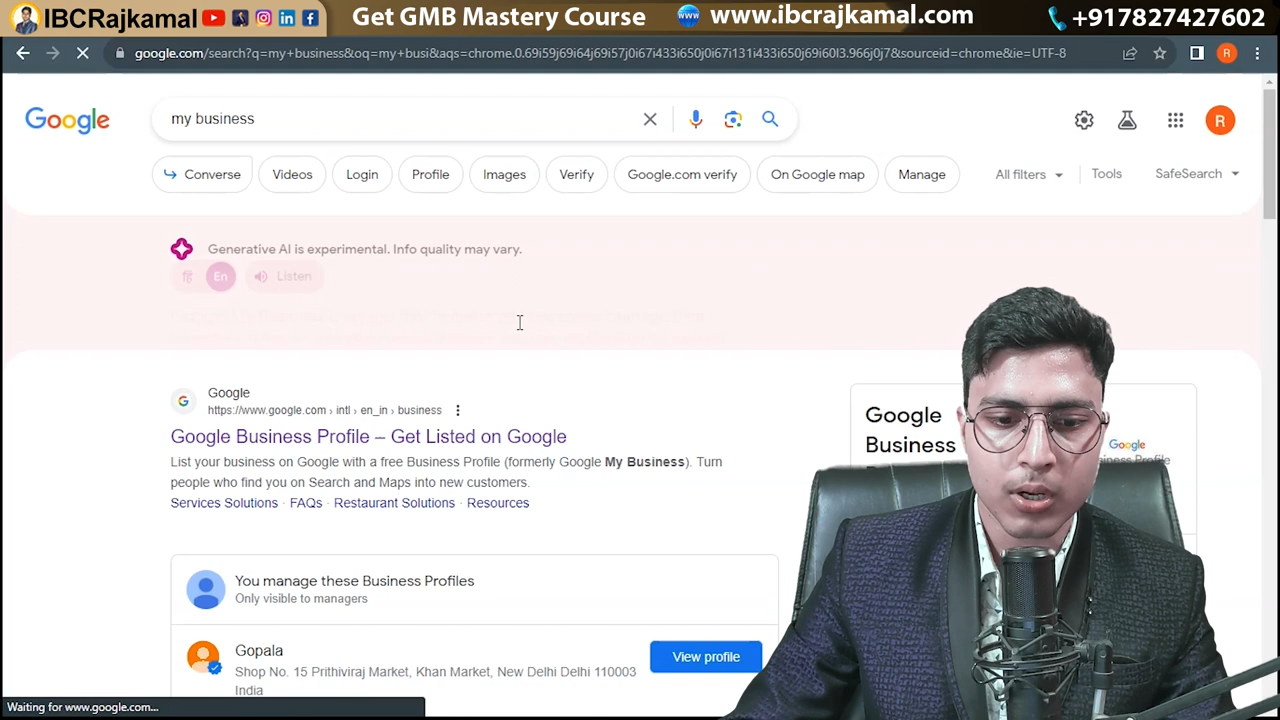 IBCRajkamal
Get GMB Mastery Course
www
www.ibcrajkamal.com
+917827427602
google.com/search?q=my+business&oq=my+busi&aqs=chrome.0.69i59j69i64j69i57j0i67i433i650j0i67i131i433i650j69i60l3.966j0j7&sourceid=chrome&ie=UTF-8
R
Google
my business
R
Converse
Videos
Login
Profile
Images
Verify
Google.com verify
On Google map
Manage
All filters
Tools
SafeSearch
Generative AI is experimental. Info quality may vary.
En
Listen
Google
https://www.google.com › intl › en_in › business
Google Business Profile – Get Listed on Google
List your business on Google with a free Business Profile (formerly Google My Business). Turn
people who find you on Search and Maps into new customers.
Services Solutions · FAQs · Restaurant Solutions · Resources
Google
Business
Google
You manage these Business Profiles
Only visible to managers
Gopala
Shop No. 15 Prithiviraj Market, Khan Market, New Delhi Delhi 110003
India
View profile
Waiting for www.google.com...